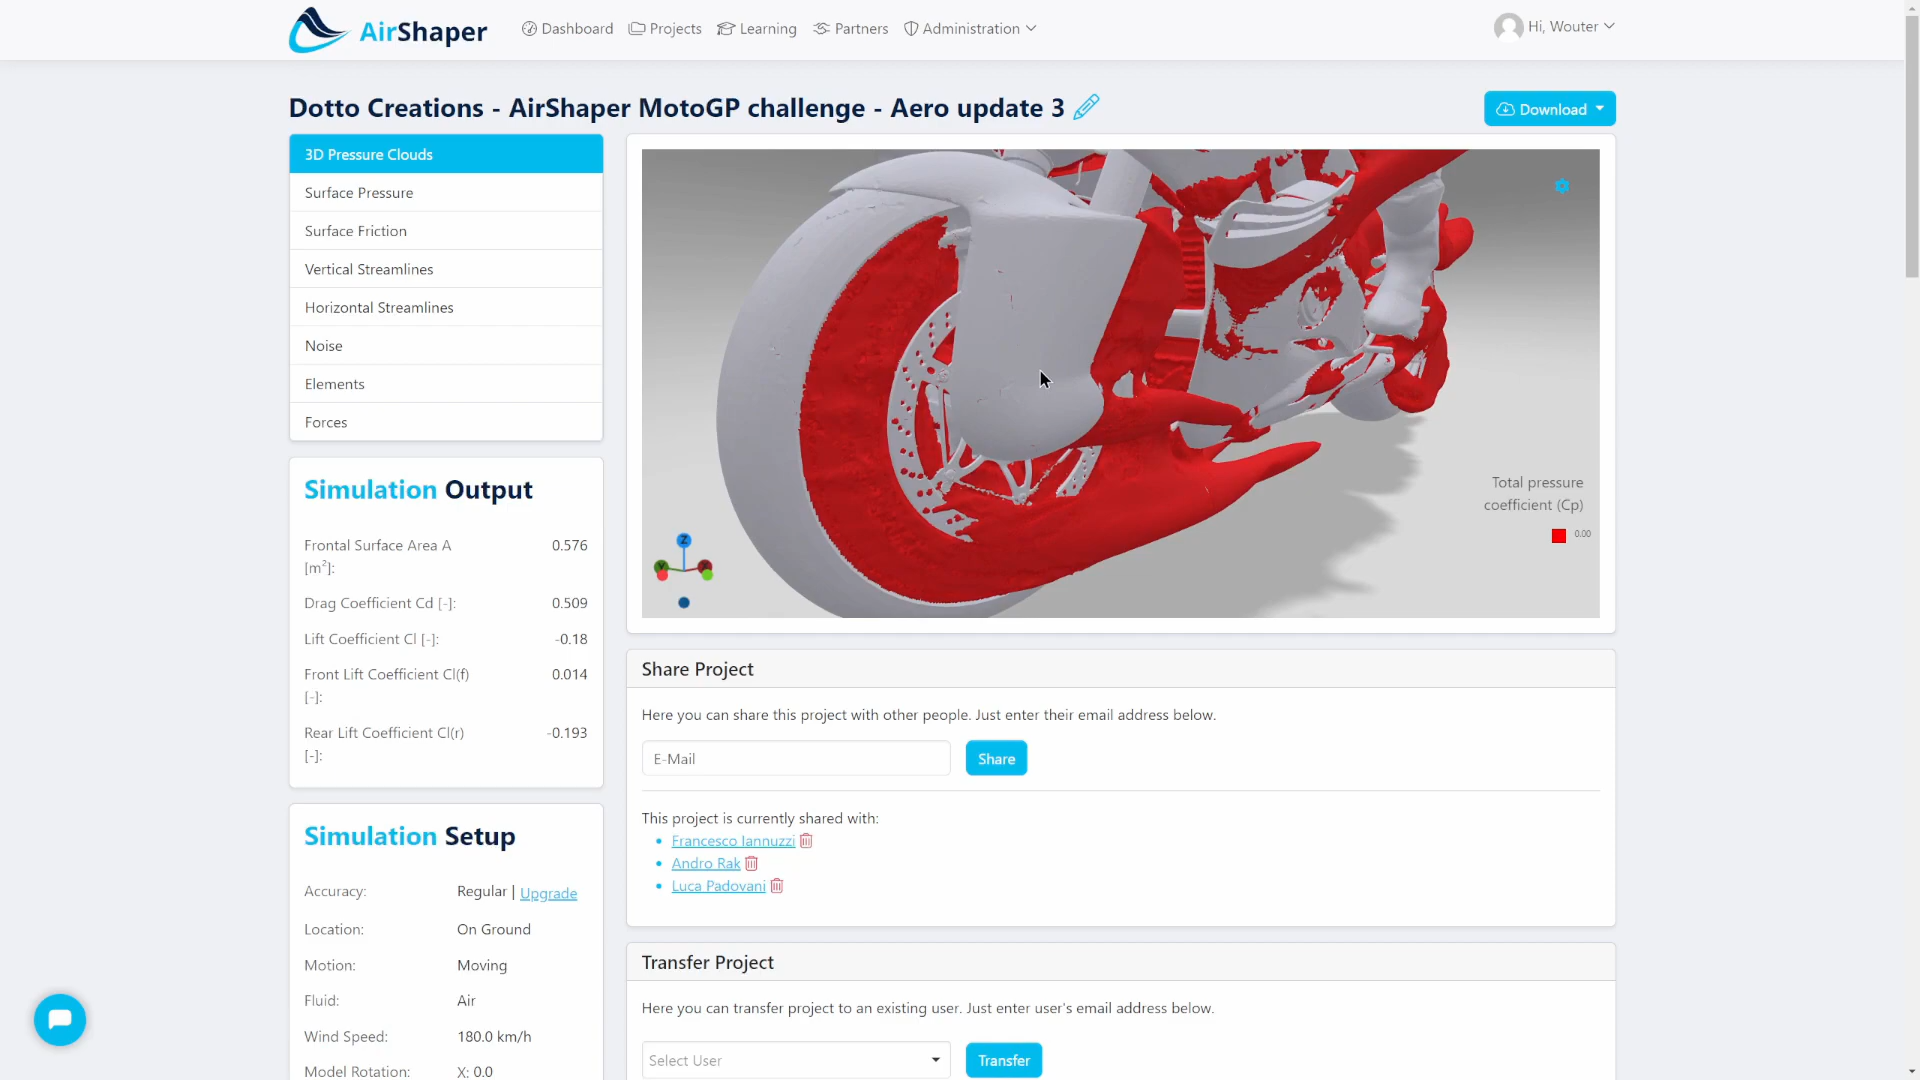 AirShaper
Dashboard
Projects
Learning
Partners
Administration
Hi, Wouter
Dotto Creations - AirShaper MotoGP challenge - Aero update 3
Download
3D Pressure Clouds
Surface Pressure
Surface Friction
Vertical Streamlines
Horizontal Streamlines
Noise
Elements
Forces
Simulation Output
Frontal Surface Area A 0.576
[m²]:
Drag Coefficient Cd [-]: 0.509
Lift Coefficient Cl [-]: -0.18
Front Lift Coefficient Cl(f) 0.014
[-]:
Rear Lift Coefficient Cl(r) -0.193
[-]:
Simulation Setup
Accuracy: Regular | Upgrade
Location: On Ground
Motion: Moving
Fluid: Air
Wind Speed: 180.0 km/h
Model Rotation: X: 0.0
Z
Total pressure
coefficient (Cp)
0.00
Share Project
Here you can share this project with other people. Just enter their email address below.
E-Mail
Share
This project is currently shared with:
Francesco Iannuzzi
Andro Rak
Luca Padovani
Transfer Project
Here you can transfer project to an existing user. Just enter user's email address below.
Select User
Transfer